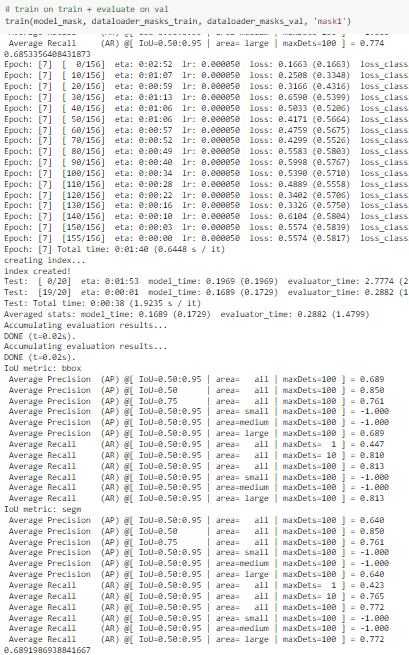 # train on train + evaluate on val
train(model_mask, dataloader_masks_train, dataloader_masks_val, 'mask1')
Average Recall (AR) @[ IoU=0.50:0.95 | area= large | maxDets=100 ] = 0.774
0.6853356408431873
Epoch: [7] [ 0/156] eta: 0:02:52 lr: 0.000050 loss: 0.1663 (0.1663) loss_class
Epoch: [7] [ 10/156] eta: 0:01:07 lr: 0.000050 loss: 0.2508 (0.3348) loss_class
Epoch: [7] [ 20/156] eta: 0:00:59 lr: 0.000050 loss: 0.3166 (0.4316) loss_class
Epoch: [7] [ 30/156] eta: 0:01:13 lr: 0.000050 loss: 0.6590 (0.5399) loss_class
Epoch: [7] [ 40/156] eta: 0:01:06 lr: 0.000050 loss: 0.5033 (0.5206) loss_class
Epoch: [7] [ 50/156] eta: 0:01:06 lr: 0.000050 loss: 0.4171 (0.5664) loss_class
Epoch: [7] [ 60/156] eta: 0:00:57 lr: 0.000050 loss: 0.4759 (0.5675) loss_class
Epoch: [7] [ 70/156] eta: 0:00:52 lr: 0.000050 loss: 0.4299 (0.5526) loss_class
Epoch: [7] [ 80/156] eta: 0:00:49 lr: 0.000050 loss: 0.5583 (0.5803) loss_class
Epoch: [7] [ 90/156] eta: 0:00:40 lr: 0.000050 loss: 0.5998 (0.5767) loss_class
Epoch: [7] [100/156] eta: 0:00:34 lr: 0.000050 loss: 0.5390 (0.5710) loss_class
Epoch: [7] [110/156] eta: 0:00:28 lr: 0.000050 loss: 0.4889 (0.5558) loss_class
Epoch: [7] [120/156] eta: 0:00:22 lr: 0.000050 loss: 0.3402 (0.5706) loss_class
Epoch: [7] [130/156] eta: 0:00:16 lr: 0.000050 loss: 0.3326 (0.5750) loss_class
Epoch: [7] [140/156] eta: 0:00:10 lr: 0.000050 loss: 0.6104 (0.5804) loss_class
Epoch: [7] [150/156] eta: 0:00:03 lr: 0.000050 loss: 0.5574 (0.5839) loss_class
Epoch: [7] [155/156] eta: 0:00:00 lr: 0.000050 loss: 0.5574 (0.5817) loss_class
Epoch: [7] Total time: 0:01:40 (0.6448 s / it)
creating index...
index created!
Test: [ 0/20] eta: 0:01:53 model_time: 0.1969 (0.1969) evaluator_time: 2.7774 (2
Test: [19/20] eta: 0:00:01 model_time: 0.1689 (0.1729) evaluator_time: 0.2882 (1
Test: Total time: 0:00:38 (1.9235 s / it)
Averaged stats: model_time: 0.1689 (0.1729) evaluator_time: 0.2882 (1.4799)
Accumulating evaluation results...
DONE (t=0.02s).
Accumulating evaluation results...
DONE (t=0.02s).
IoU metric: bbox
Average Precision (AP) @[ IoU=0.50:0.95 | area= all | maxDets=100 ] = 0.689
Average Precision (AP) @[ IoU=0.50 | area= all | maxDets=100 ] = 0.850
Average Precision (AP) @[ IoU=0.75 | area= all | maxDets=100 ] = 0.761
Average Precision (AP) @[ IoU=0.50:0.95 | area= small | maxDets=100 ] = -1.000
Average Precision (AP) @[ IoU=0.50:0.95 | area=medium | maxDets=100 ] = -1.000
Average Precision (AP) @[ IoU=0.50:0.95 | area= large | maxDets=100 ] = 0.689
Average Recall (AR) @[ IoU=0.50:0.95 | area= all | maxDets= 1 ] = 0.447
Average Recall (AR) @[ IoU=0.50:0.95 | area= all | maxDets= 10 ] = 0.810
Average Recall (AR) @[ IoU=0.50:0.95 | area= all | maxDets=100 ] = 0.813
Average Recall (AR) @[ IoU=0.50:0.95 | area= small | maxDets=100 ] = -1.000
Average Recall (AR) @[ IoU=0.50:0.95 | area=medium | maxDets=100 ] = -1.000
Average Recall (AR) @[ IoU=0.50:0.95 | area= large | maxDets=100 ] = 0.813
IoU metric: segm
Average Precision (AP) @[ IoU=0.50:0.95 | area= all | maxDets=100 ] = 0.640
Average Precision (AP) @[ IoU=0.50 | area= all | maxDets=100 ] = 0.850
Average Precision (AP) @[ IoU=0.75 | area= all | maxDets=100 ] = 0.761
Average Precision (AP) @[ IoU=0.50:0.95 | area= small | maxDets=100 ] = -1.000
Average Precision (AP) @[ IoU=0.50:0.95 | area=medium | maxDets=100 ] = -1.000
Average Precision (AP) @[ IoU=0.50:0.95 | area= large | maxDets=100 ] = 0.640
Average Recall (AR) @[ IoU=0.50:0.95 | area= all | maxDets= 1 ] = 0.423
Average Recall (AR) @[ IoU=0.50:0.95 | area= all | maxDets= 10 ] = 0.765
Average Recall (AR) @[ IoU=0.50:0.95 | area= all | maxDets=100 ] = 0.772
Average Recall (AR) @[ IoU=0.50:0.95 | area= small | maxDets=100 ] = -1.000
Average Recall (AR) @[ IoU=0.50:0.95 | area=medium | maxDets=100 ] = -1.000
Average Recall (AR) @[ IoU=0.50:0.95 | area= large | maxDets=100 ] = 0.772
0.6891986938841667